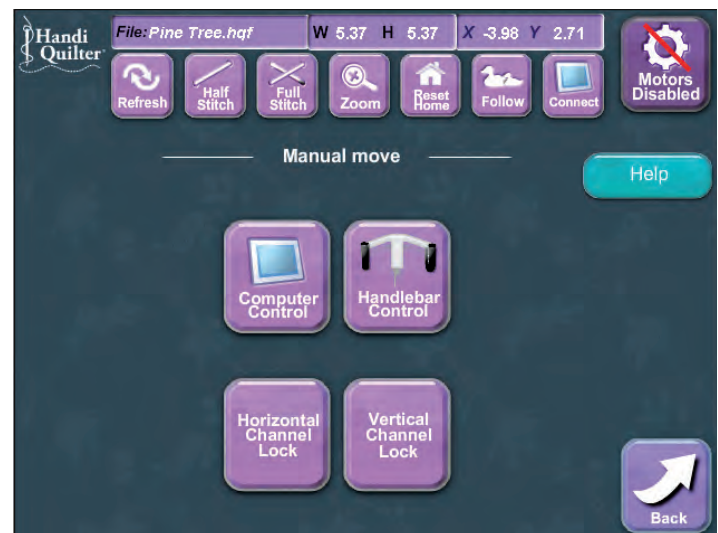 Handi
Quilter
File: Pine Tree.hqf W 5.37 H 5.37 X -3.98 Y 2.71
Motors
Disabled
Refresh
Half
Stitch
Full
Stitch
Zoom
Reset
Home
Follow
Connect
Manual move
Help
Computer
Control
Handlebar
Control
Horizontal
Channel
Lock
Vertical
Channel
Lock
Back